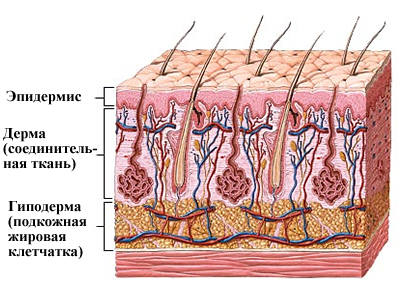 Эпидермис
Дерма
(соединитель-
ная ткань)
Гиподерма
(подкожная
жировая
клетчатка)